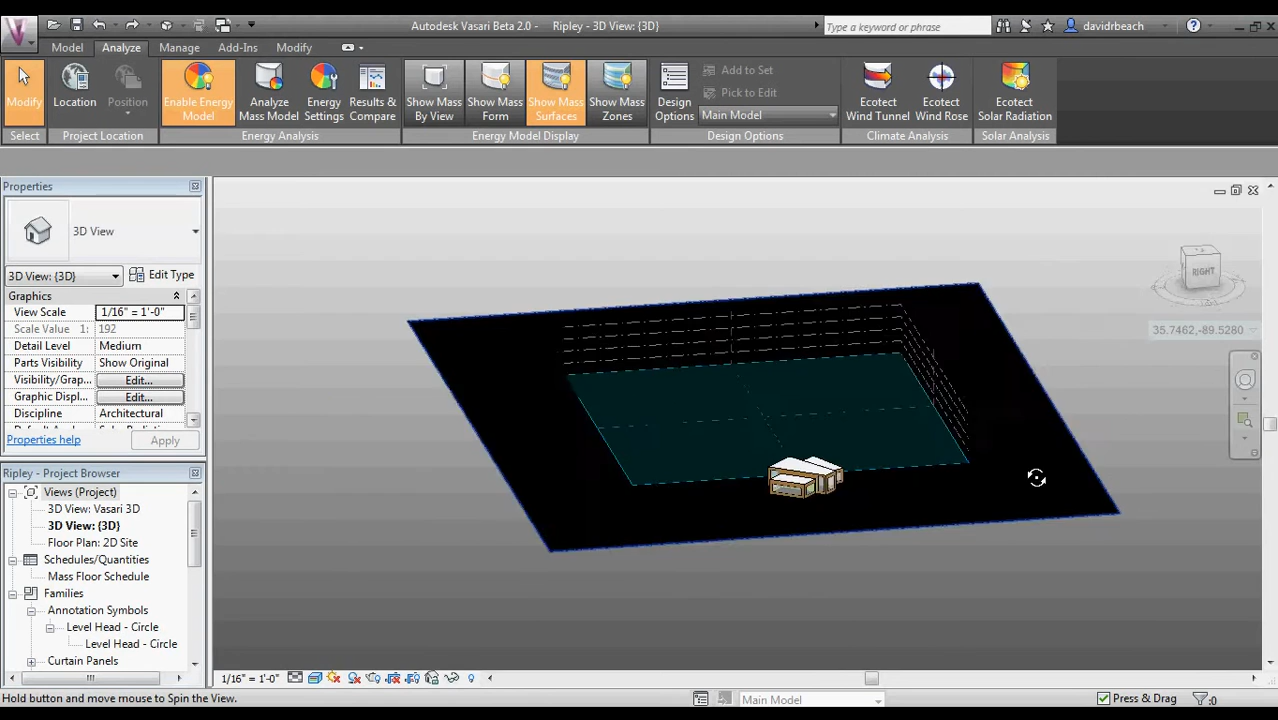 Autodesk Vasari Beta 2.0 -    Ripley - 3D View: {3D}
Type a keyword or phrase
davidrbeach
Model Analyze Manage Add-Ins Modify
Modify
Location
Position
Enable Energy Model
Analyze Mass Model
Energy Settings
Results & Compare
Show Mass By View
Show Mass Form
Show Mass Surfaces
Show Mass Zones
Design Options
Add to Set
Pick to Edit
Main Model
Ecotect Wind Tunnel
Ecotect Wind Rose
Ecotect Solar Radiation
Select Project Location Energy Analysis Energy Model Display Design Options Climate Analysis Solar Analysis
Properties
3D View
3D View: {3D} Edit Type
Graphics
View Scale 1/16" = 1'-0"
Scale Value 1: 192
Detail Level Medium
Parts Visibility Show Original
Visibility/Grap... Edit...
Graphic Displ... Edit...
Discipline Architectural
Properties help Apply
Ripley - Project Browser
Views (Project)
3D View: Vasari 3D
3D View: {3D}
Floor Plan: 2D Site
Schedules/Quantities
Mass Floor Schedule
Families
Annotation Symbols
Level Head - Circle
Level Head - Circle
Curtain Panels
RIGHT
35.7462,-89.5280
1/16" = 1'-0"
Hold button and move mouse to Spin the View.
Main Model
Press & Drag
:0